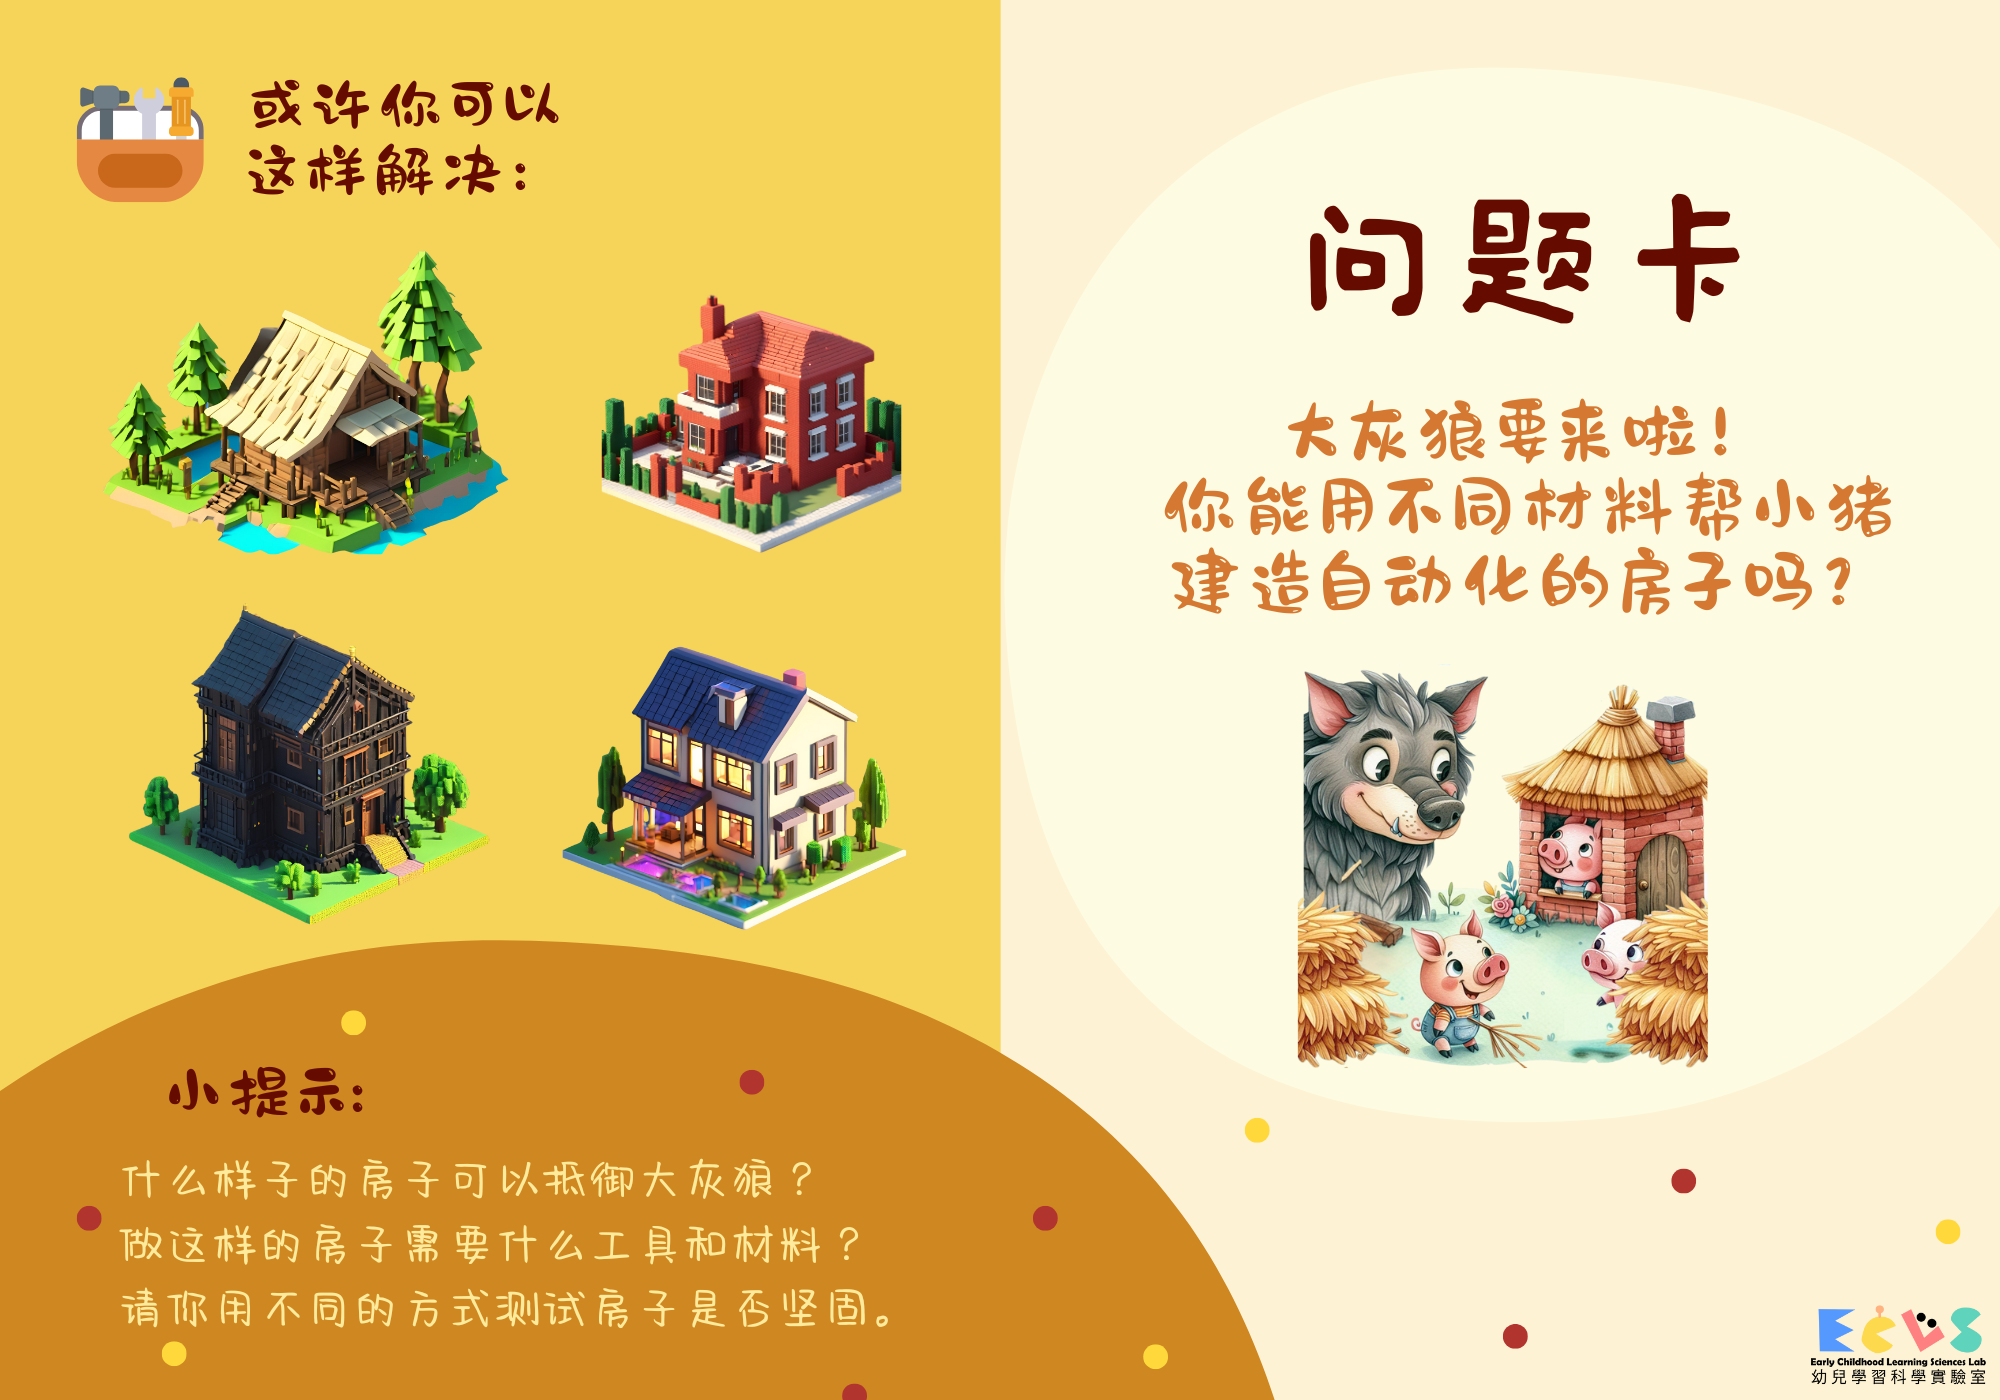 或许你可以
这样解决：
小提示：
什么样子的房子可以抵御大灰狼？
做这样的房子需要什么工具和材料？
请你用不同的方式测试房子是否坚固。
问题卡
大灰狼要来啦！
你能用不同材料帮小猪
建造自动化的房子吗？
ECLS
Early Childhood Learning Sciences Lab
幼兒學習科學實驗室